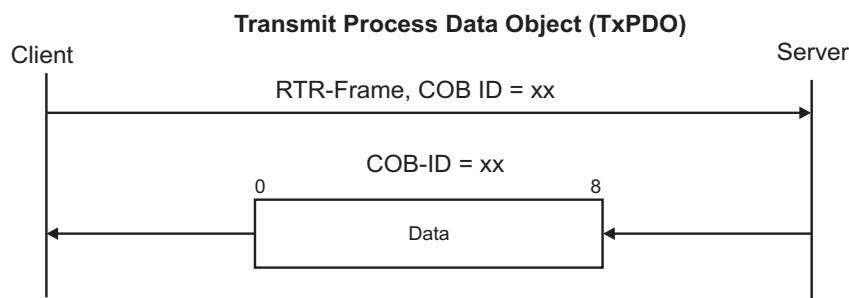 Transmit Process Data Object (TxPDO)
Client
Server
RTR-Frame, COB ID = xx
COB-ID = xx
0
8
Data